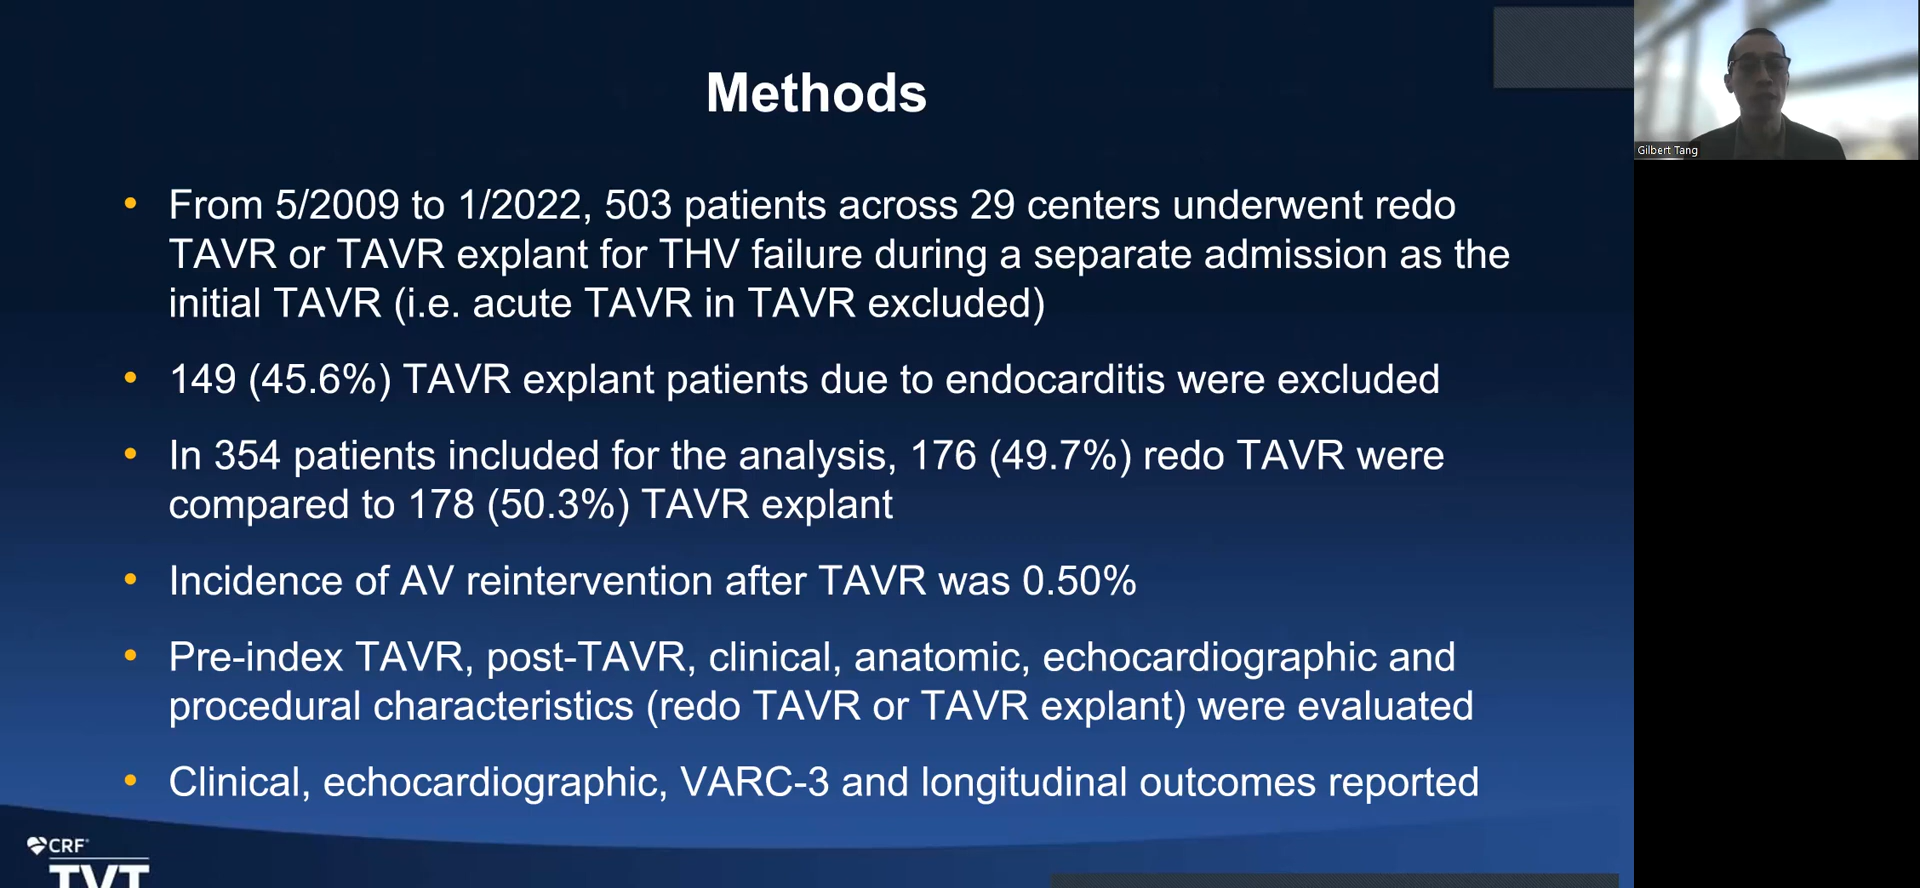 Methods
Gilbert Tang
• From 5/2009 to 1/2022, 503 patients across 29 centers underwent redo
TAVR or TAVR explant for THV failure during a separate admission as the
initial TAVR (i.e. acute TAVR in TAVR excluded)
• 149 (45.6%) TAVR explant patients due to endocarditis were excluded
• In 354 patients included for the analysis, 176 (49.7%) redo TAVR were
compared to 178 (50.3%) TAVR explant
• Incidence of AV reintervention after TAVR was 0.50%
• Pre-index TAVR, post-TAVR, clinical, anatomic, echocardiographic and
procedural characteristics (redo TAVR or TAVR explant) were evaluated
• Clinical, echocardiographic, VARC-3 and longitudinal outcomes reported
CRF
TVT